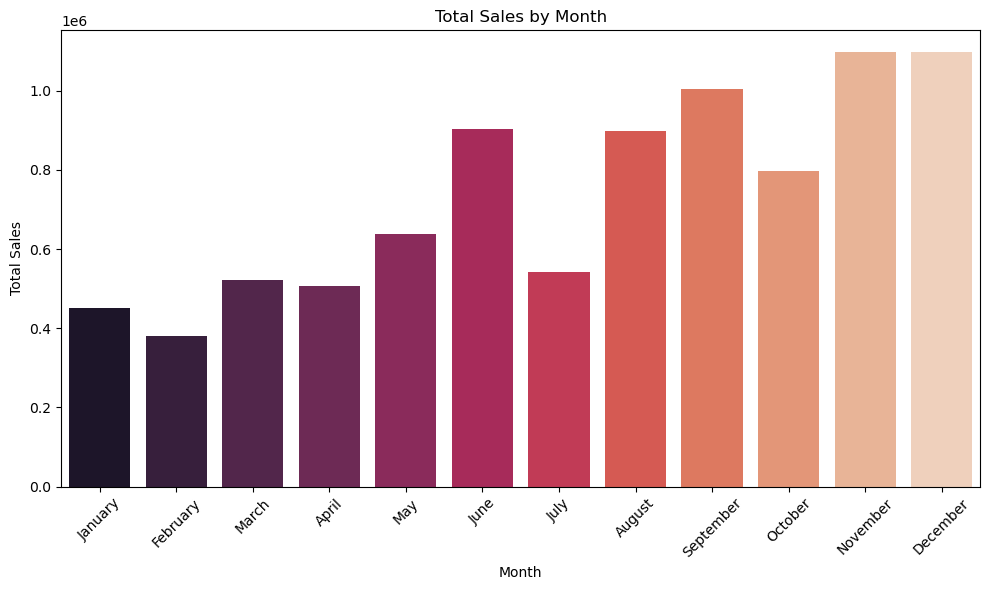 Total Sales by Month
1e6
Total Sales
1.0
0.8
0.6
0.4
0.2
0.0
January
February
March
April
May
June
July
August
September
October
November
December
Month